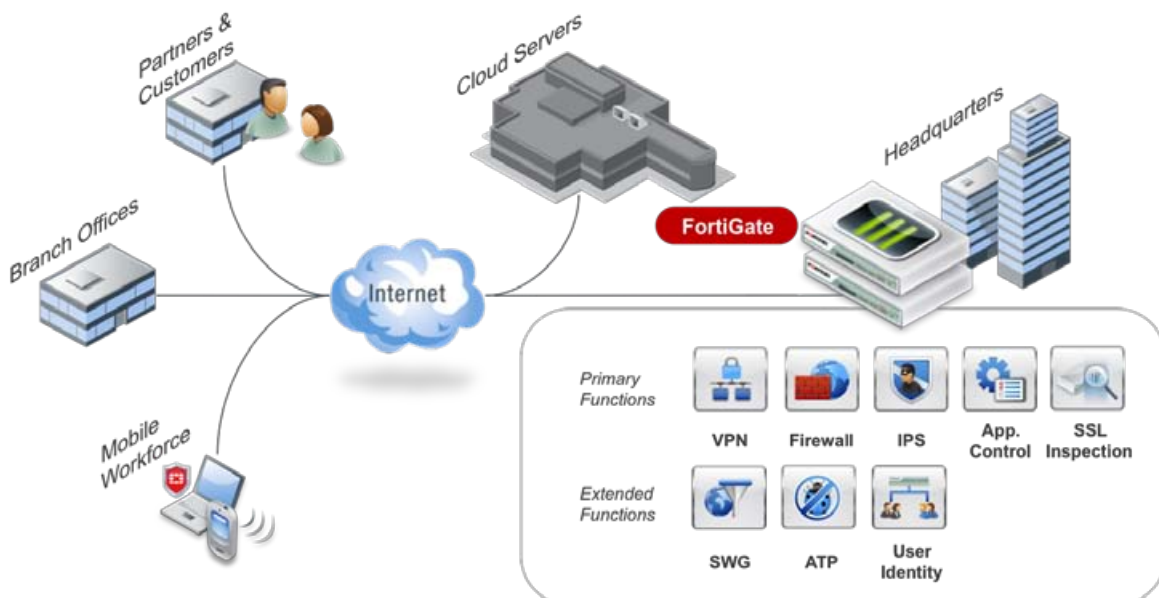 Partners &
Customers
Cloud Servers
Headquarters
FortiGate
Branch Offices
Internet
Mobile
Workforce
Primary
Functions
VPN
Firewall
IPS
App.
Control
SSL
Inspection
Extended
Functions
SWG
ATP
User
Identity